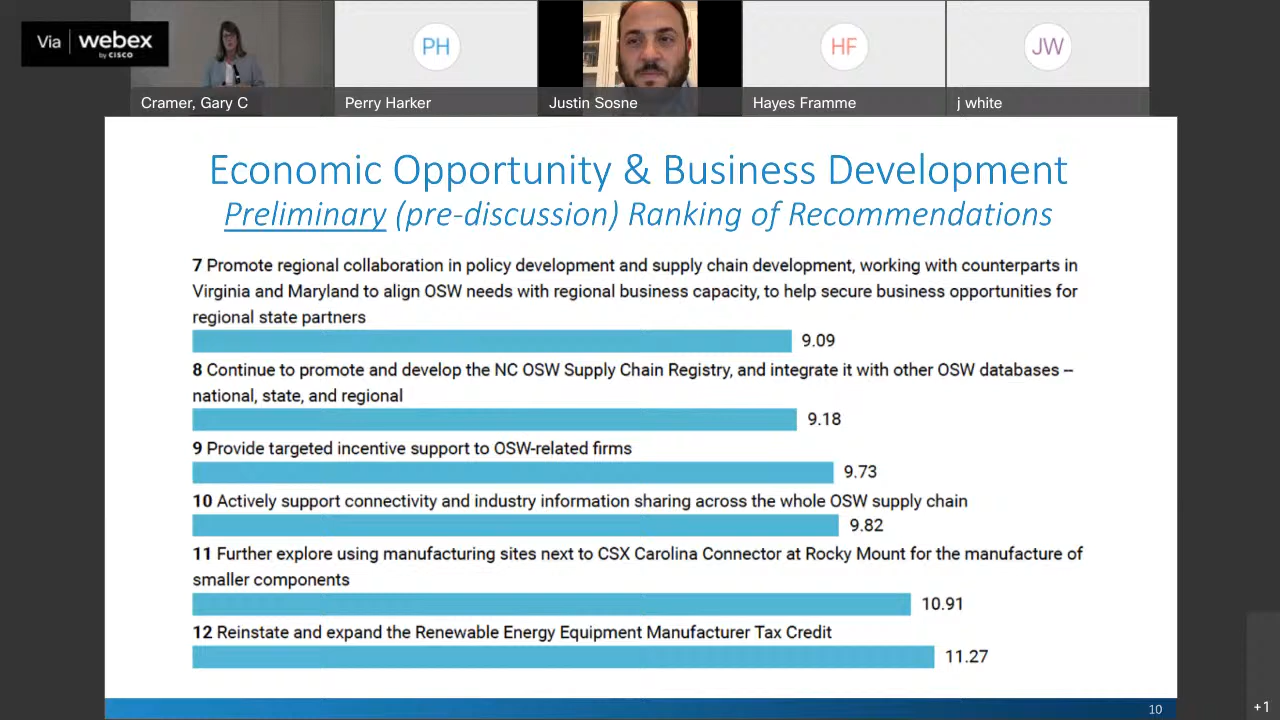 Via webex
by CISCO
PH
HF
JW
Cramer, Gary C
Perry Harker
Justin Sosne
Hayes Framme
j white
Economic Opportunity & Business Development
Preliminary (pre-discussion) Ranking of Recommendations
7 Promote regional collaboration in policy development and supply chain development, working with counterparts in
Virginia and Maryland to align OSW needs with regional business capacity, to help secure business opportunities for
regional state partners
9.09
8 Continue to promote and develop the NC OSW Supply Chain Registry, and integrate it with other OSW databases –
national, state, and regional
9.18
9 Provide targeted incentive support to OSW-related firms
9.73
10 Actively support connectivity and industry information sharing across the whole OSW supply chain
9.82
11 Further explore using manufacturing sites next to CSX Carolina Connector at Rocky Mount for the manufacture of
smaller components
10.91
12 Reinstate and expand the Renewable Energy Equipment Manufacturer Tax Credit
11.27
10
+1